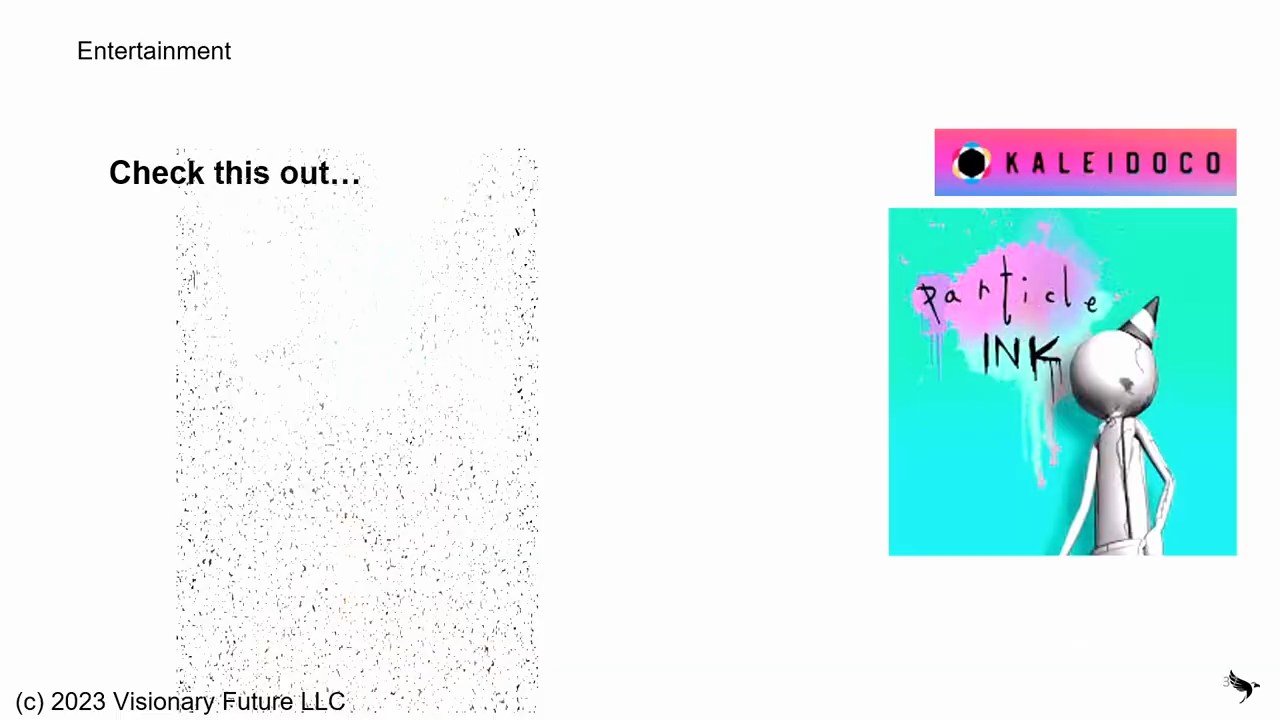 Entertainment
Check this out…
KALEIDOCO
particle
INK
(c) 2023 Visionary Future LLC